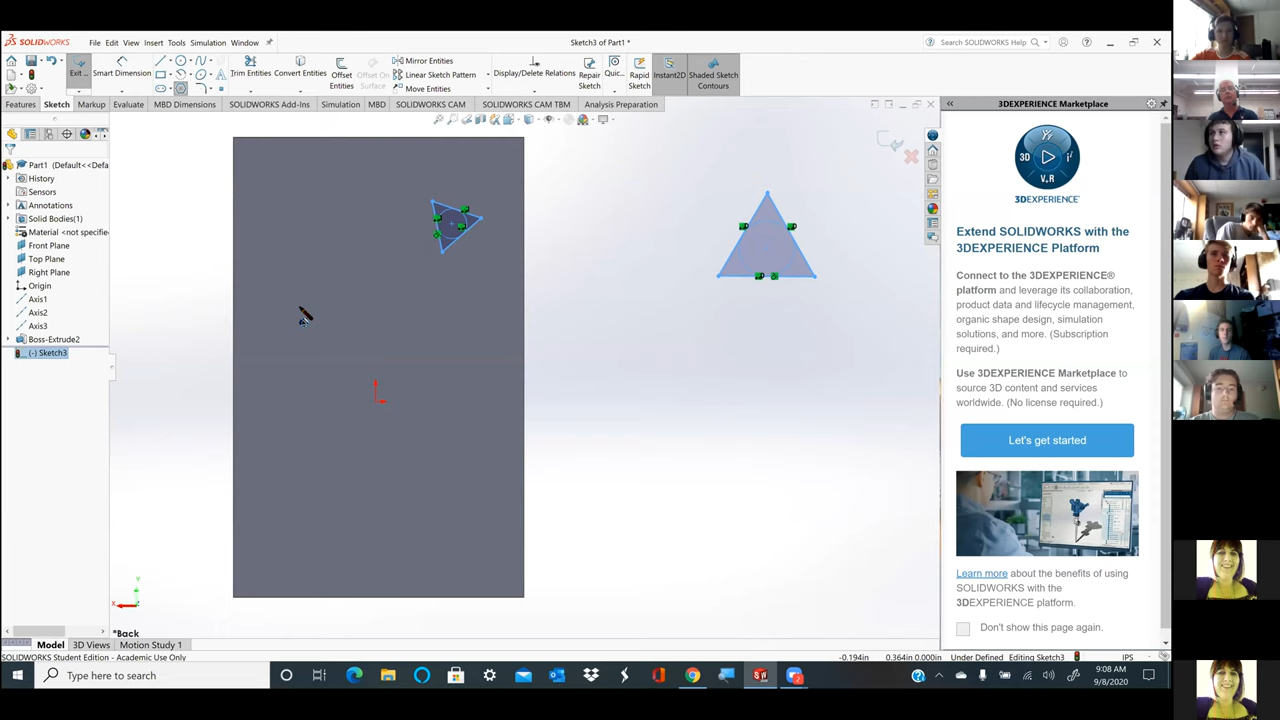 SOLIDWORKS
File Edit View Insert Tools Simulation Window
Sketch3 of Part1 *
Search SOLIDWORKS Help
Exit ...
Smart Dimension
Trim Entities
Convert Entities
Offset Entities
Offset On Surface
Mirror Entities
Linear Sketch Pattern
Move Entities
Display/Delete Relations
Repair Sketch
Quic...
Rapid Sketch
Instant2D
Shaded Sketch Contours
Features Sketch Markup Evaluate MBD Dimensions SOLIDWORKS Add-Ins Simulation MBD SOLIDWORKS CAM SOLIDWORKS CAM TBM Analysis Preparation
Part1 (Default<<Defa
History
Sensors
Annotations
Solid Bodies(1)
Material <not specifie
Front Plane
Top Plane
Right Plane
Origin
Axis1
Axis2
Axis3
Boss-Extrude2
(-) Sketch3
Y
X
*Back
Model 3D Views Motion Study 1
SOLIDWORKS Student Edition - Academic Use Only
-0.194in 0.364in 0.000in Under Defined Editing Sketch3 IPS
3DEXPERIENCE Marketplace
3D
V.R
3DEXPERIENCE
Extend SOLIDWORKS with the
3DEXPERIENCE Platform
Connect to the 3DEXPERIENCE®
platform and leverage its collaboration,
product data and lifecycle management,
organic shape design, simulation
solutions, and more. (Subscription
required.)
Use 3DEXPERIENCE Marketplace to
source 3D content and services
worldwide. (No license required.)
Let's get started
Learn more about the benefits of using
SOLIDWORKS with the
3DEXPERIENCE platform.
Don't show this page again.
Type here to search
9:08 AM
9/8/2020